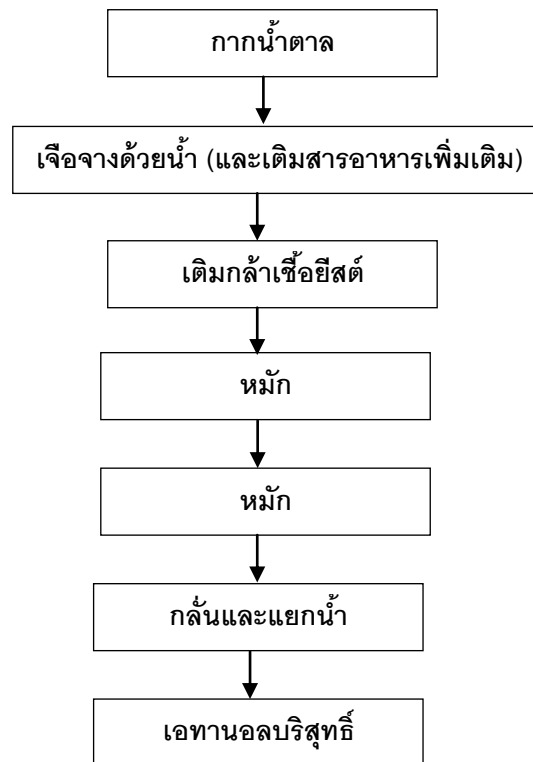 กากน้ำตาล
เจือจางด้วยน้ำ (และเติมสารอาหารเพิ่มเติม)
เติมกล้าเชื้อยีสต์
หมัก
หมัก
กลั่นและแยกน้ำ
เอทานอลบริสุทธิ์